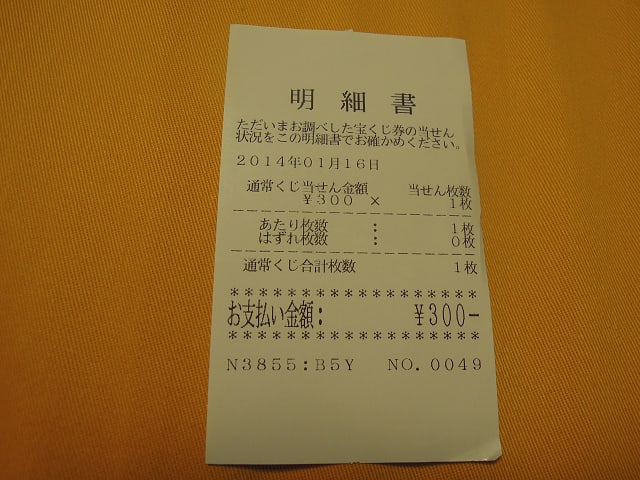 明 細 書
ただいまお調べした宝くじ券の当せん
状況をこの明細書でお確かめください。
2014年01月16日
通常くじ当せん金額 当せん枚数
¥300 × 1枚
あたり枚数 : 1枚
はずれ枚数 : 0枚
通常くじ合計枚数 1枚
* * * * * * * * * * * * * * * * *
お支払い金額: ¥300-
* * * * * * * * * * * * * * * * *
N3855:B5Y NO.0049